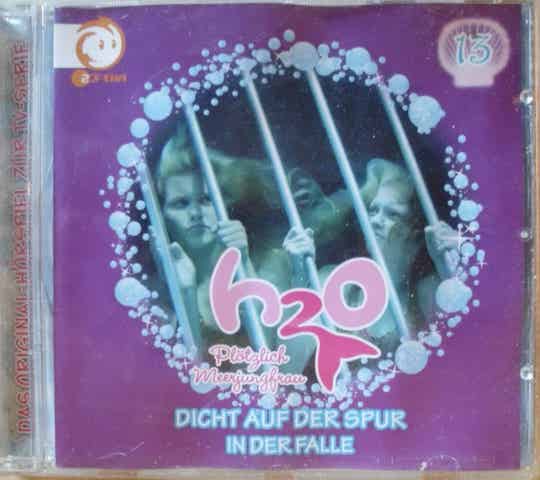 DAS ORIGINAL-HÖRSPIEL ZUR TV-SERIE
13
h2o
Plötzlich
Meerjungfrau
DICHT AUF DER SPUR
IN DER FALLE